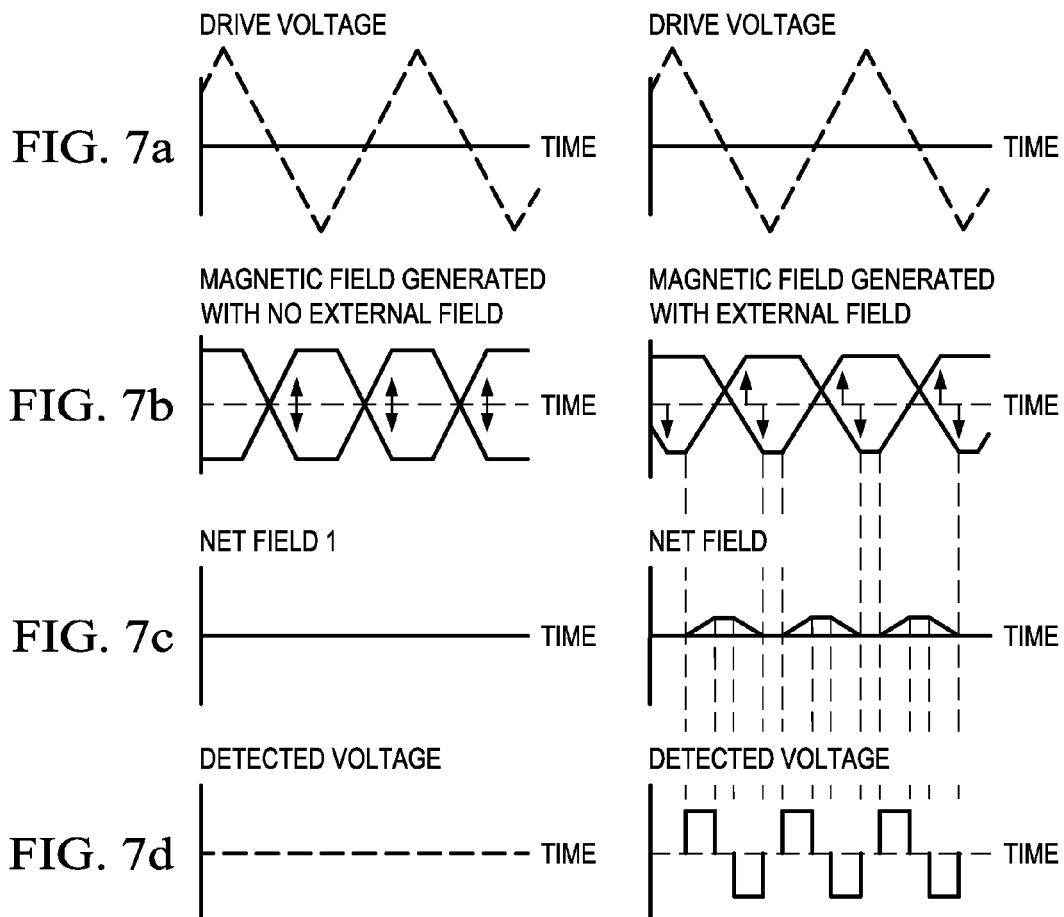 DRIVE VOLTAGE
DRIVE VOLTAGE
FIG. 7a
TIME
TIME
MAGNETIC FIELD GENERATED
WITH NO EXTERNAL FIELD
MAGNETIC FIELD GENERATED
WITH EXTERNAL FIELD
FIG. 7b
TIME
TIME
NET FIELD 1
NET FIELD
FIG. 7c
TIME
TIME
DETECTED VOLTAGE
DETECTED VOLTAGE
FIG. 7d
TIME
TIME